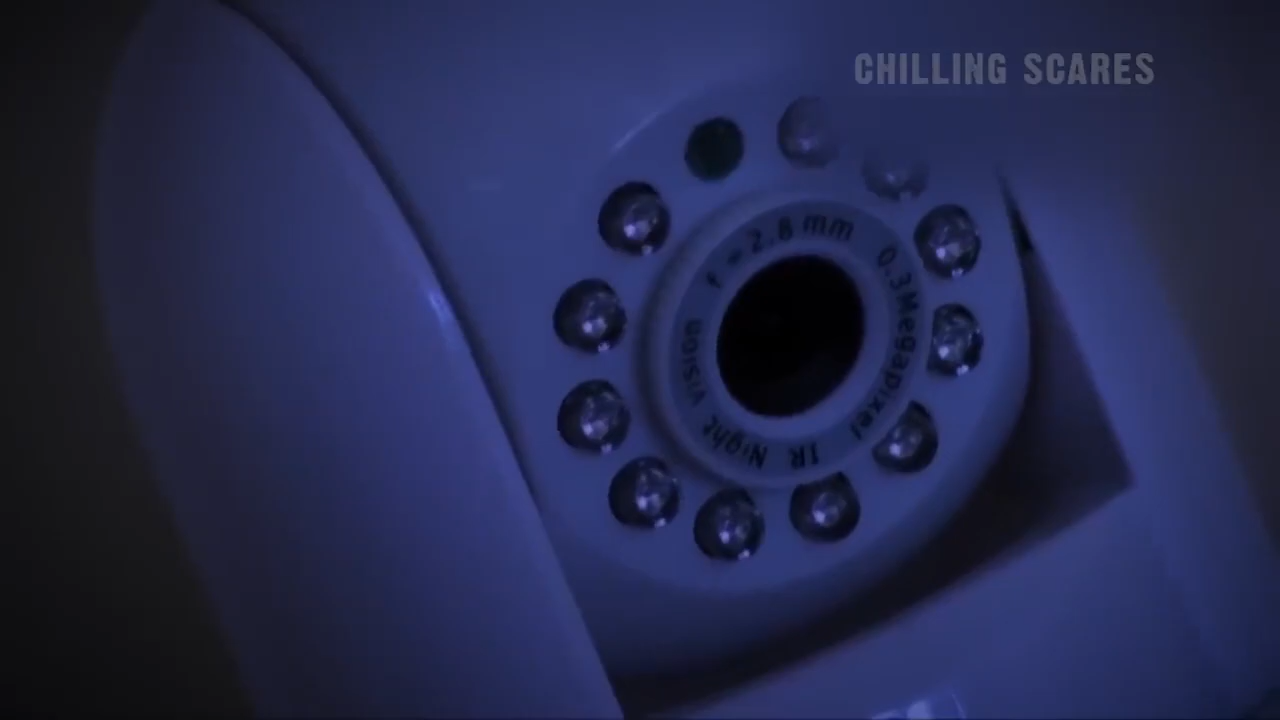 CHILLING SCARES
f = 2.8 mm 0.3Megapixel IR Night Vision